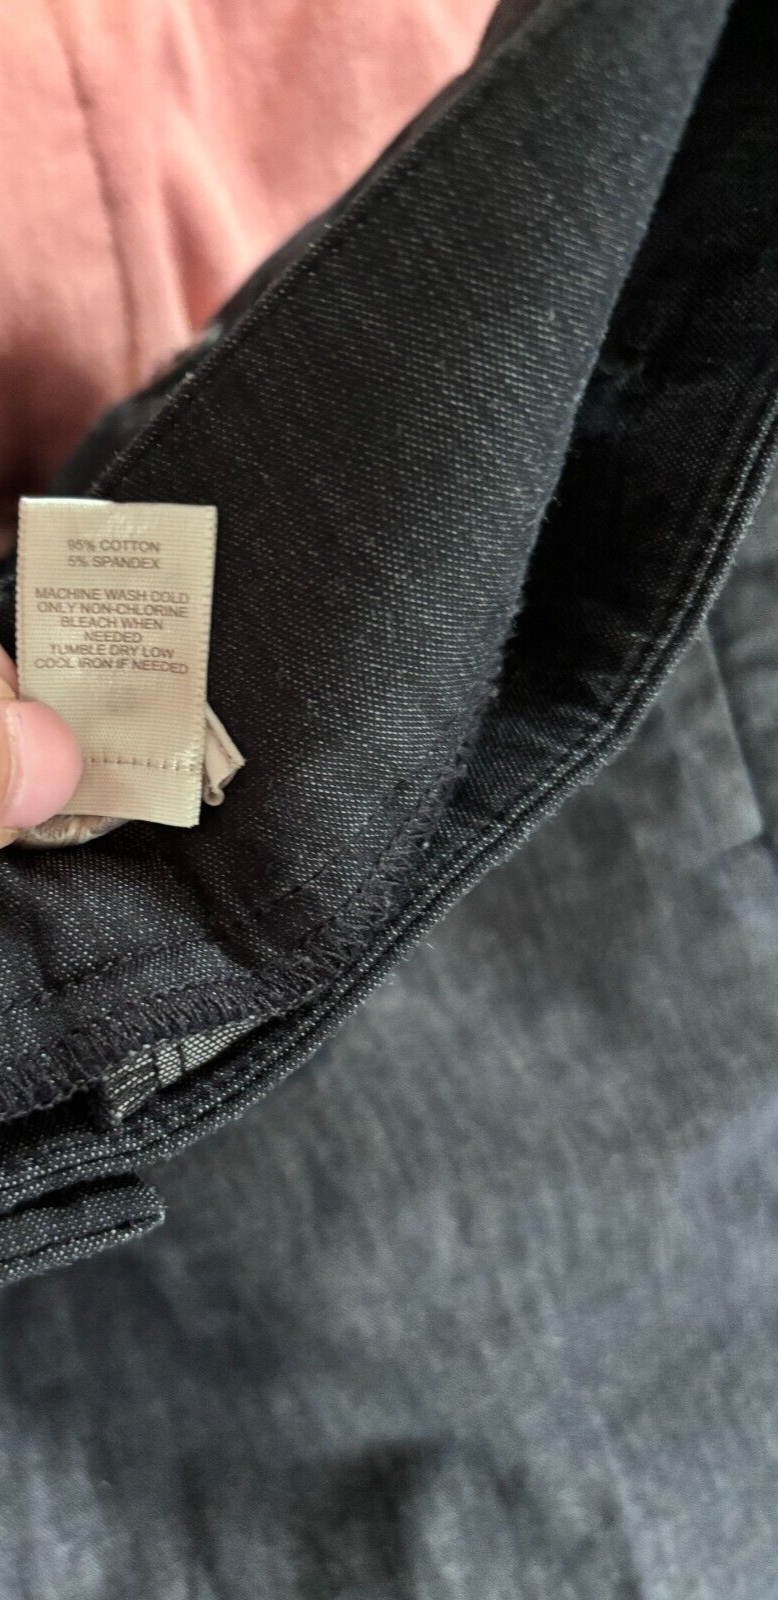 95% COTTON
5% SPANDEX
MACHINE WASH COLD
ONLY NON-CHLORINE
BLEACH WHEN
NEEDED
TUMBLE DRY LOW
COOL IRON IF NEEDED